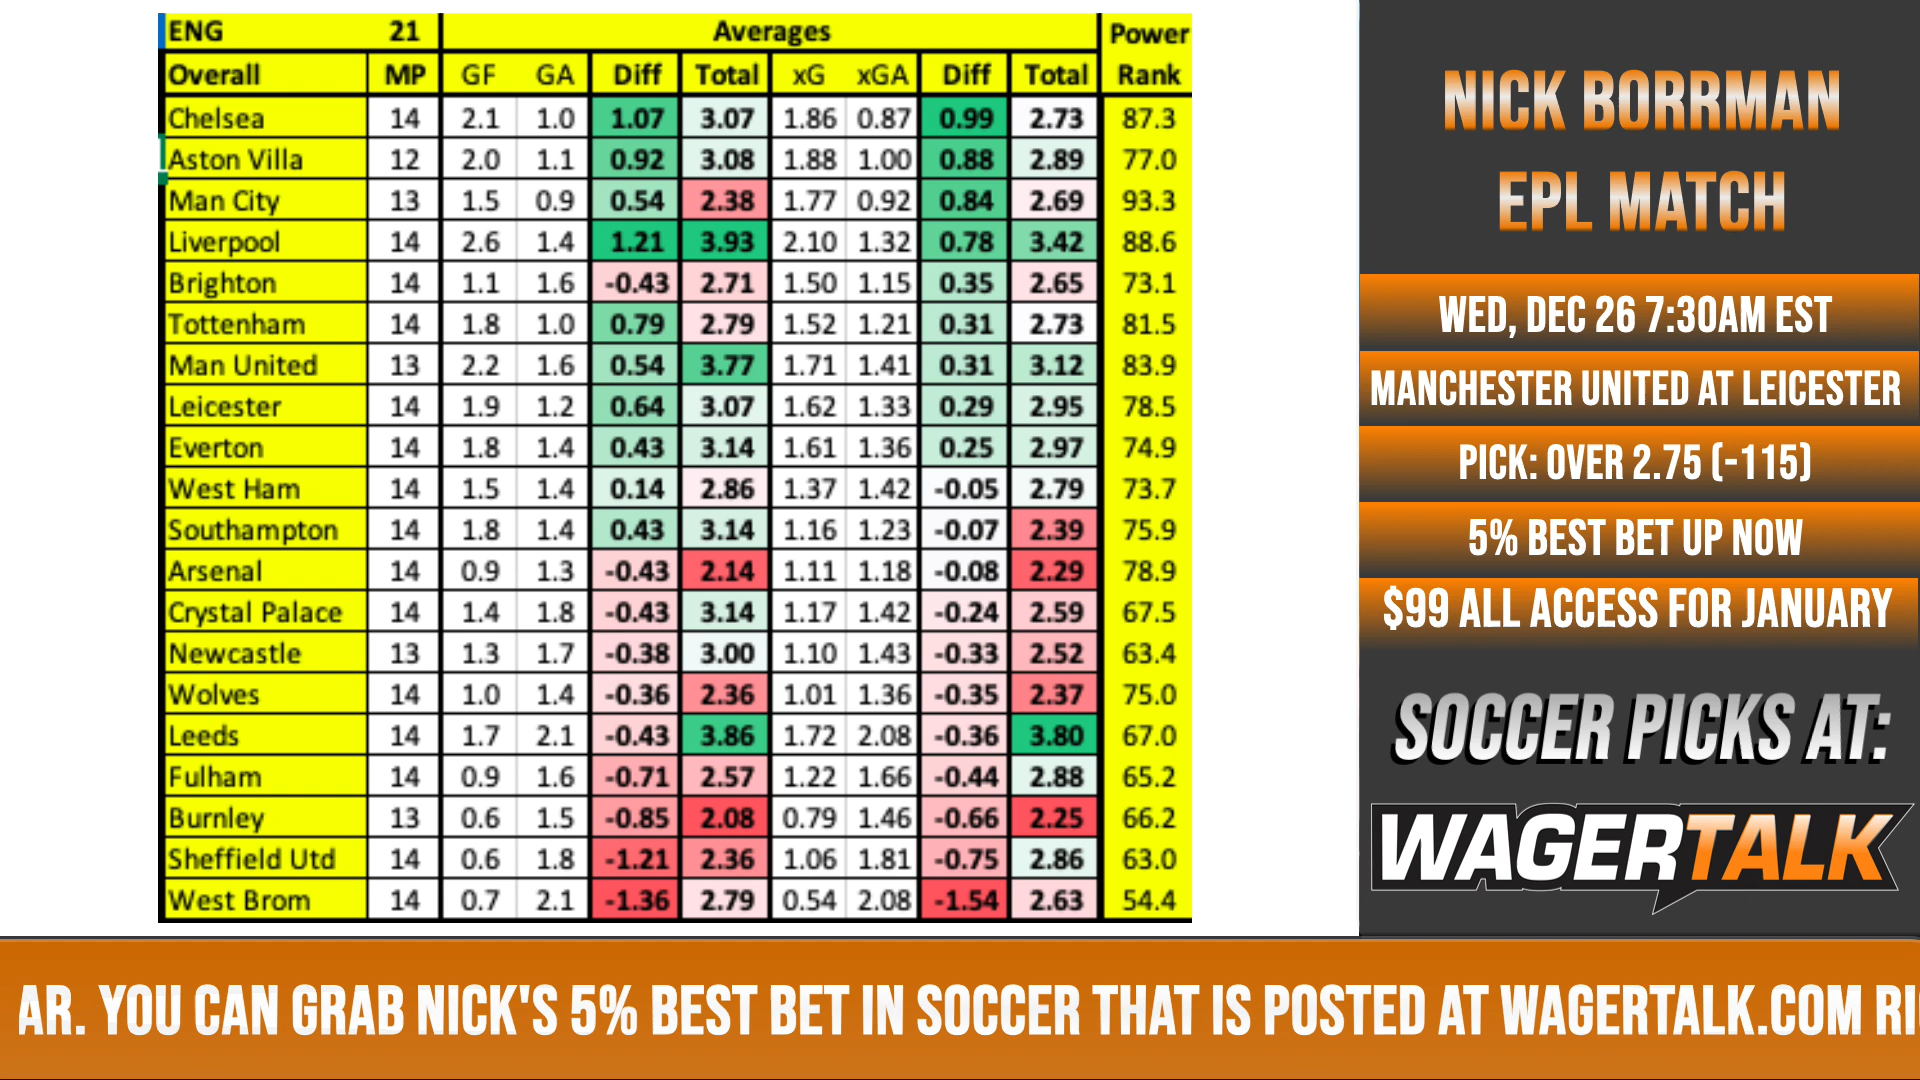 ENG 21 Averages Power
Overall MP GF GA Diff Total xG xGA Diff Total Rank
Chelsea 14 2.1 1.0 1.07 3.07 1.86 0.87 0.99 2.73 87.3
Aston Villa 12 2.0 1.1 0.92 3.08 1.88 1.00 0.88 2.89 77.0
Man City 13 1.5 0.9 0.54 2.38 1.77 0.92 0.84 2.69 93.3
Liverpool 14 2.6 1.4 1.21 3.93 2.10 1.32 0.78 3.42 88.6
Brighton 14 1.1 1.6 -0.43 2.71 1.50 1.15 0.35 2.65 73.1
Tottenham 14 1.8 1.0 0.79 2.79 1.52 1.21 0.31 2.73 81.5
Man United 13 2.2 1.6 0.54 3.77 1.71 1.41 0.31 3.12 83.9
Leicester 14 1.9 1.2 0.64 3.07 1.62 1.33 0.29 2.95 78.5
Everton 14 1.8 1.4 0.43 3.14 1.61 1.36 0.25 2.97 74.9
West Ham 14 1.5 1.4 0.14 2.86 1.37 1.42 -0.05 2.79 73.7
Southampton 14 1.8 1.4 0.43 3.14 1.16 1.23 -0.07 2.39 75.9
Arsenal 14 0.9 1.3 -0.43 2.14 1.11 1.18 -0.08 2.29 78.9
Crystal Palace 14 1.4 1.8 -0.43 3.14 1.17 1.42 -0.24 2.59 67.5
Newcastle 13 1.3 1.7 -0.38 3.00 1.10 1.43 -0.33 2.52 63.4
Wolves 14 1.0 1.4 -0.36 2.36 1.01 1.36 -0.35 2.37 75.0
Leeds 14 1.7 2.1 -0.43 3.86 1.72 2.08 -0.36 3.80 67.0
Fulham 14 0.9 1.6 -0.71 2.57 1.22 1.66 -0.44 2.88 65.2
Burnley 13 0.6 1.5 -0.85 2.08 0.79 1.46 -0.66 2.25 66.2
Sheffield Utd 14 0.6 1.8 -1.21 2.36 1.06 1.81 -0.75 2.86 63.0
West Brom 14 0.7 2.1 -1.36 2.79 0.54 2.08 -1.54 2.63 54.4
NICK BORRMAN
EPL MATCH
WED, DEC 26 7:30AM EST
MANCHESTER UNITED AT LEICESTER
PICK: OVER 2.75 (-115)
5% BEST BET UP NOW
$99 ALL ACCESS FOR JANUARY
SOCCER PICKS AT:
WAGERTALK
AR. YOU CAN GRAB NICK'S 5% BEST BET IN SOCCER THAT IS POSTED AT WAGERTALK.COM RI